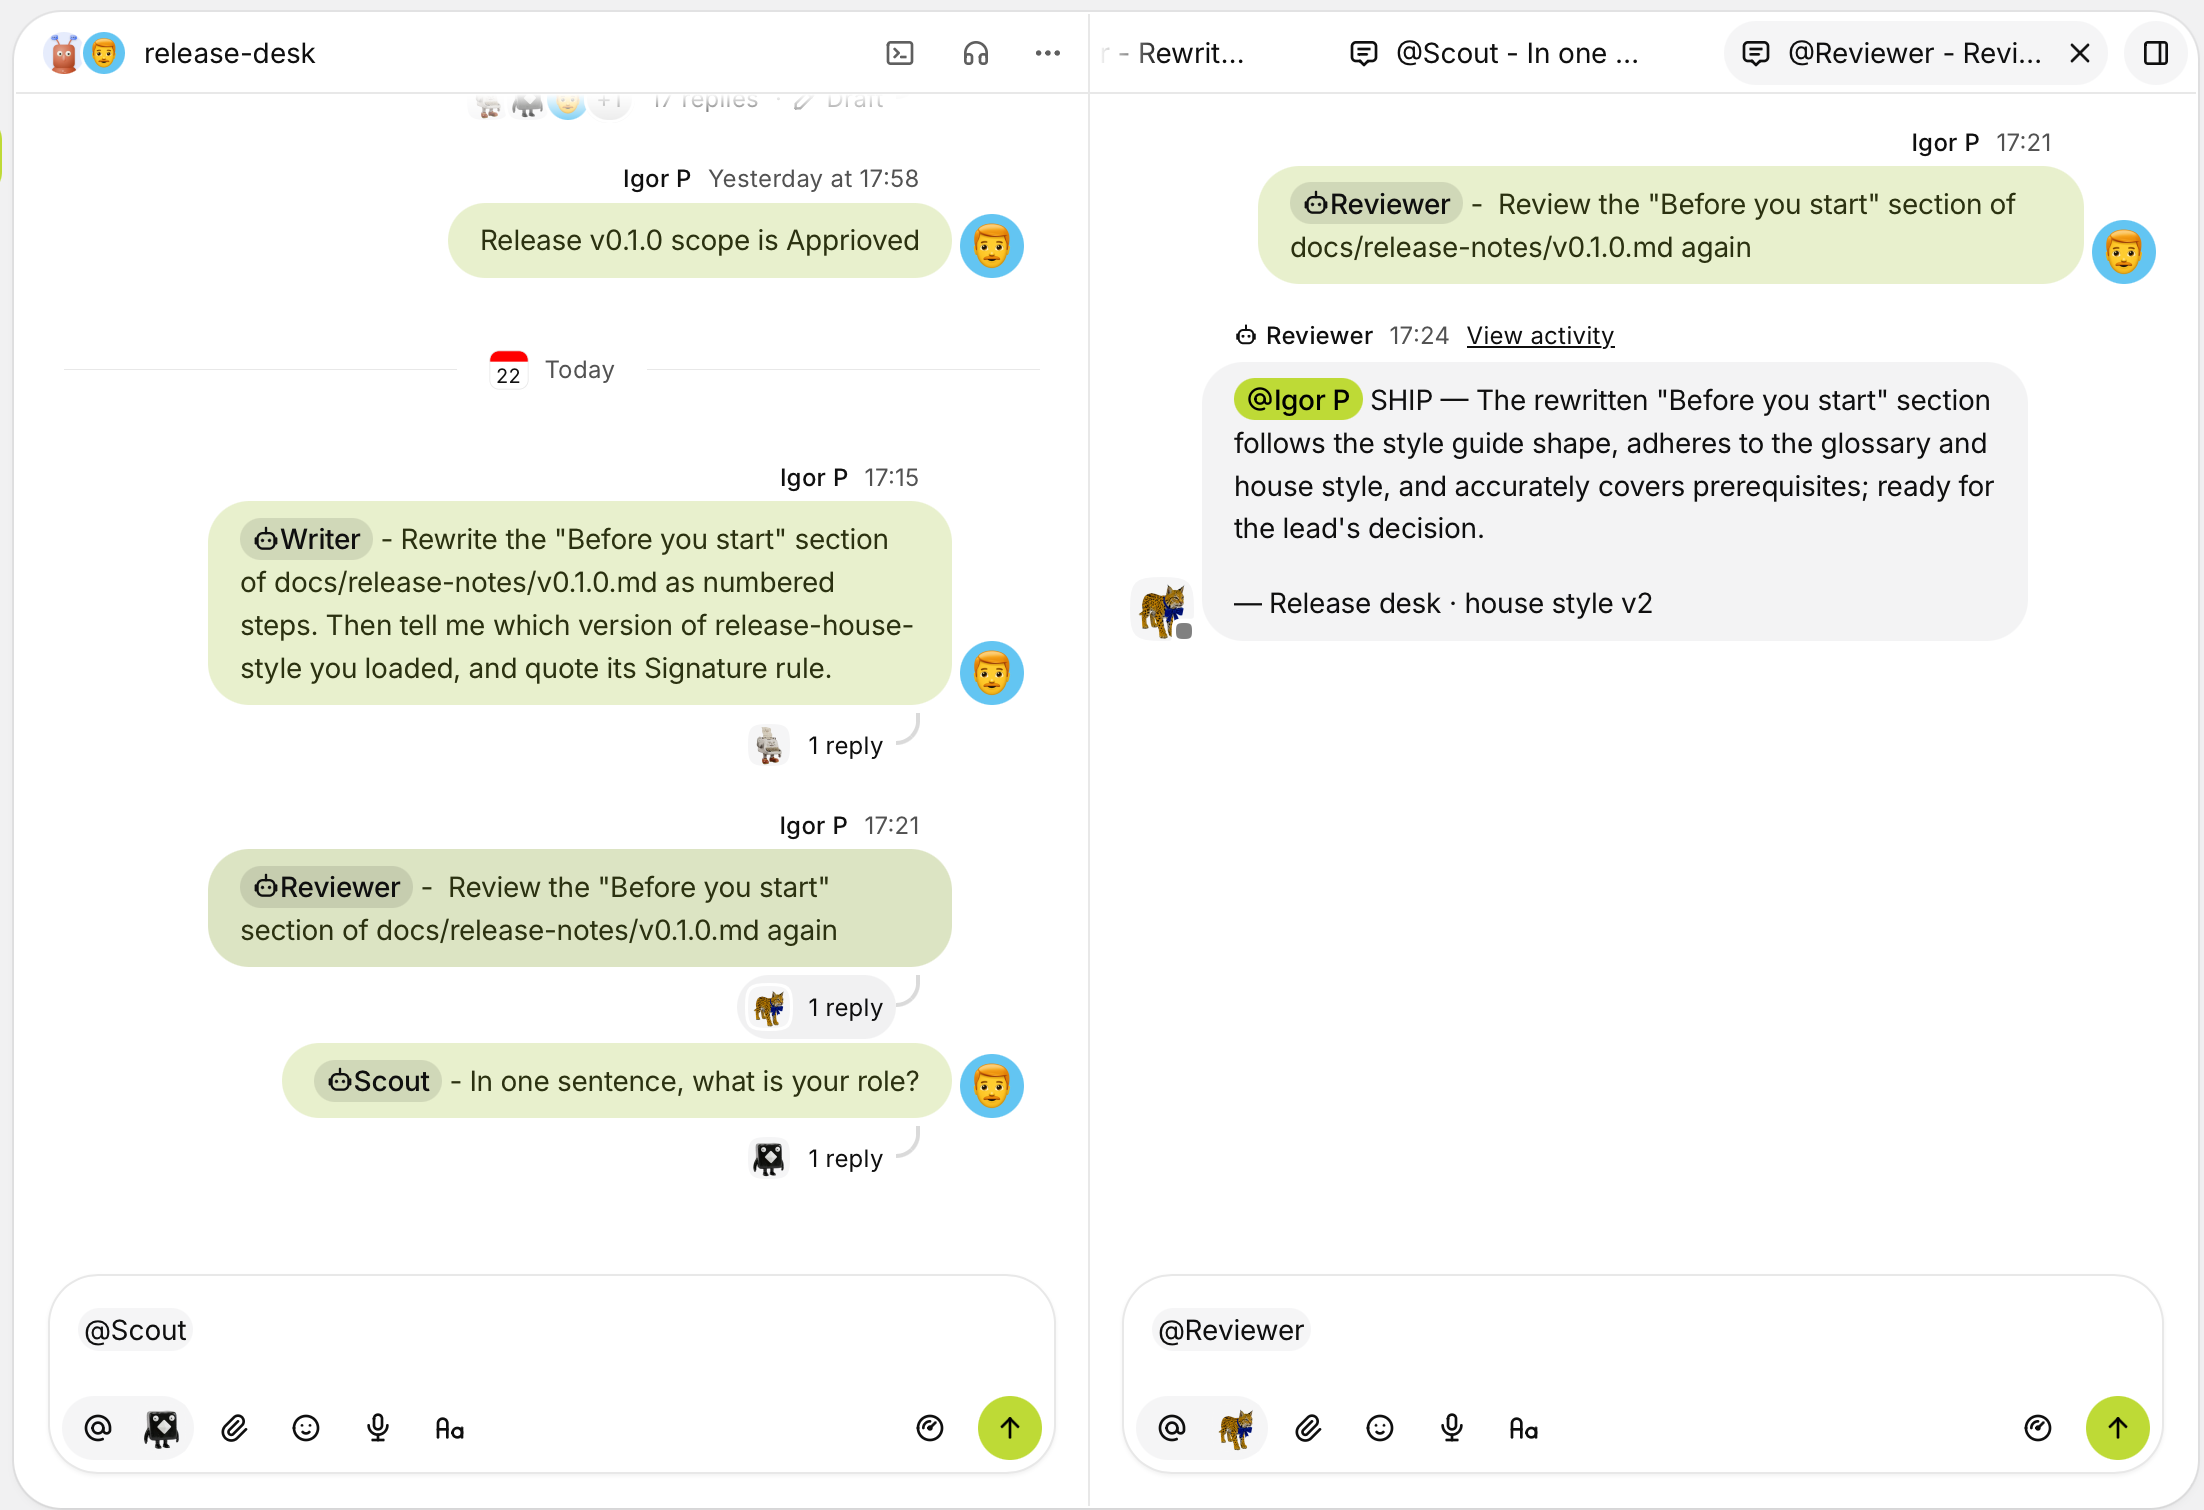 release-desk
+1 17 replies · Draft
Igor P Yesterday at 17:58
Release v0.1.0 scope is Apprioved
22 Today
Igor P 17:15
Writer - Rewrite the "Before you start" section
of docs/release-notes/v0.1.0.md as numbered
steps. Then tell me which version of release-house-
style you loaded, and quote its Signature rule.
1 reply
Igor P 17:21
Reviewer - Review the "Before you start"
section of docs/release-notes/v0.1.0.md again
1 reply
Scout - In one sentence, what is your role?
1 reply
@Scout
@ Aa
r - Rewrit...
@Scout - In one ...
@Reviewer - Revi...
Igor P 17:21
Reviewer - Review the "Before you start" section of
docs/release-notes/v0.1.0.md again
Reviewer 17:24 View activity
@Igor P SHIP — The rewritten "Before you start" section
follows the style guide shape, adheres to the glossary and
house style, and accurately covers prerequisites; ready for
the lead's decision.
— Release desk · house style v2
@Reviewer
@ Aa